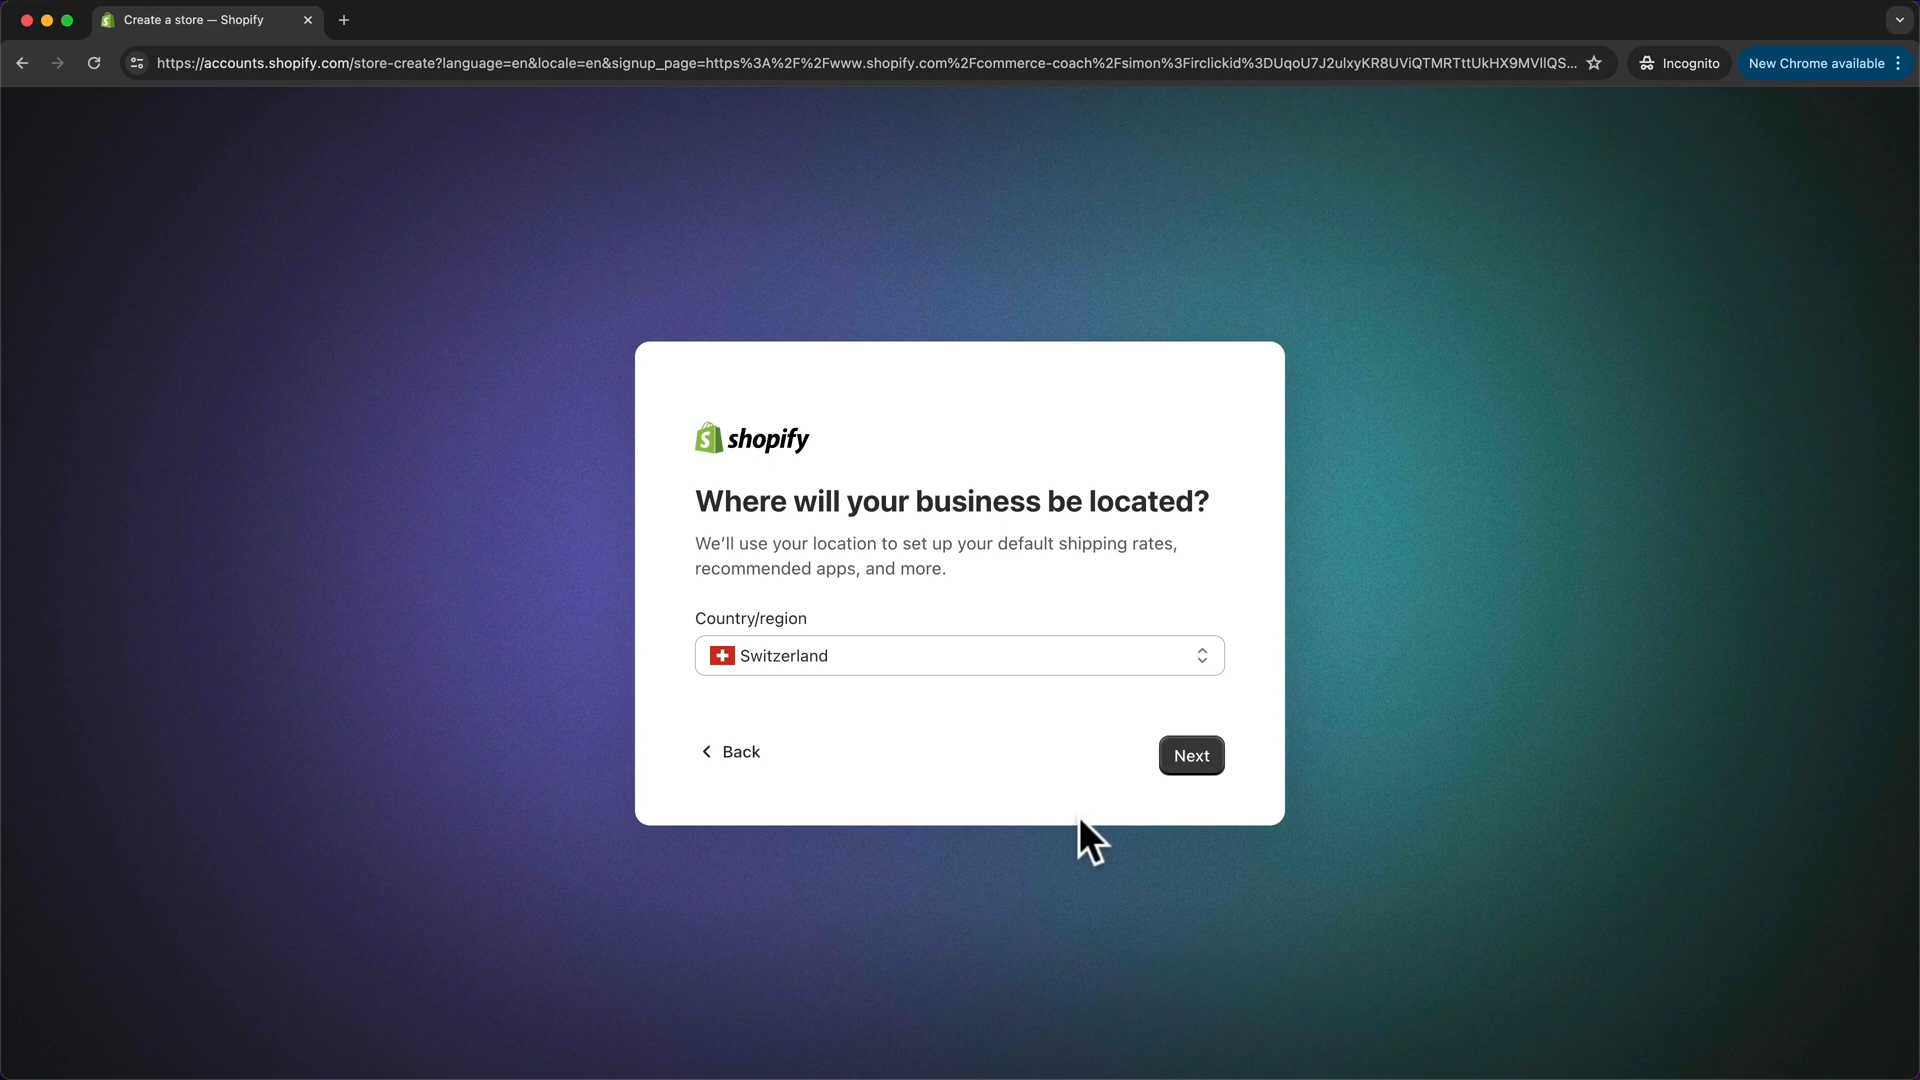 Create a store — Shopify
https://accounts.shopify.com/store-create?language=en&locale=en&signup_page=https%3A%2F%2Fwww.shopify.com%2Fcommerce-coach%2Fsimon%3Firclickid%3DUqoU7J2ulxyKR8UViQTMRTttUkHX9MVIlQS...
Incognito
New Chrome available
shopify
Where will your business be located?
We’ll use your location to set up your default shipping rates,
recommended apps, and more.
Country/region
Switzerland
Back
Next